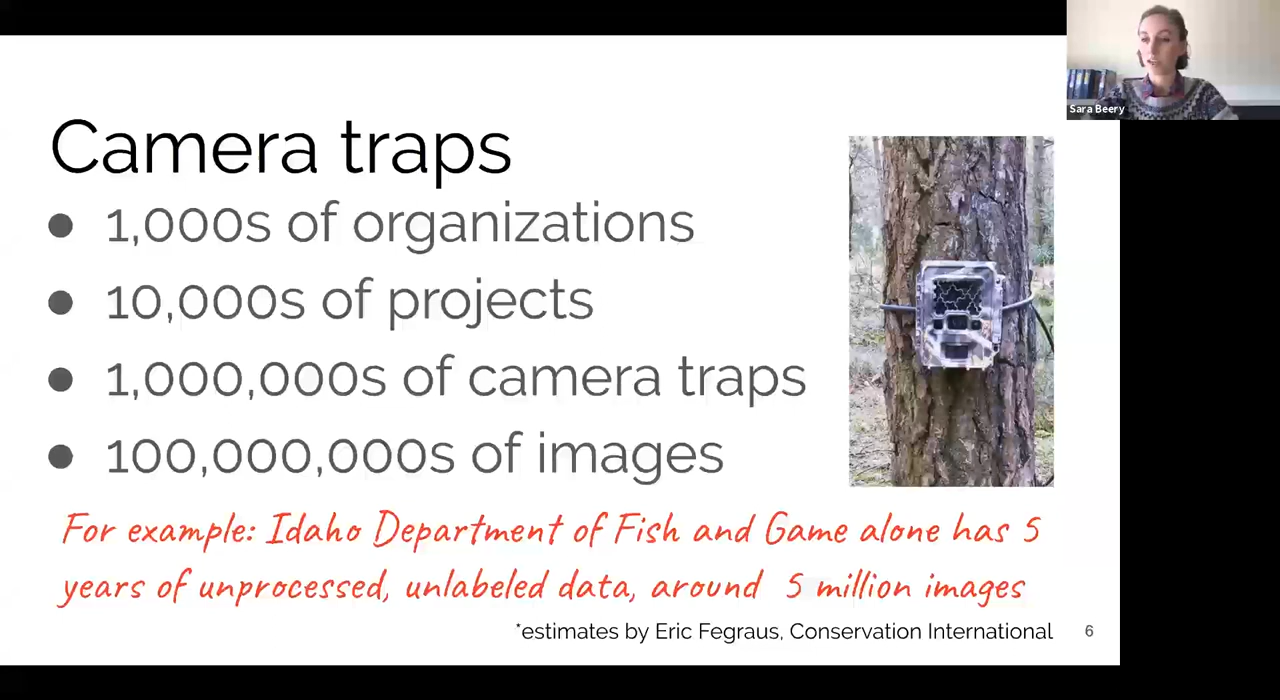 Sara Beery
Camera traps
● 1,000s of organizations
● 10,000s of projects
● 1,000,000s of camera traps
● 100,000,000s of images
For example: Idaho Department of Fish and Game alone has 5
years of unprocessed, unlabeled data, around 5 million images
*estimates by Eric Fegraus, Conservation International
6